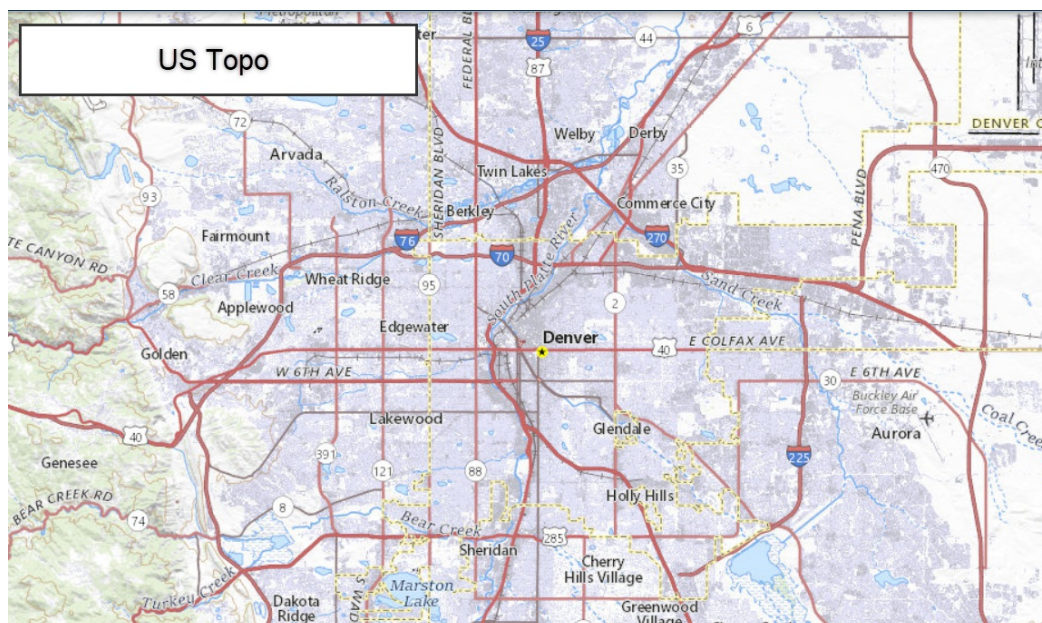 US Topo
Metropolitan
ter
FEDERAL BL
25
87
44
6
Int
DENVER C
72
Arvada
SHERIDAN BLVD
Welby
Derby
Twin Lakes
35
470
93
Ralston Creek
Berkley
Commerce City
PENA BLVD
TE CANYON RD
Fairmount
76
70
South Platte River
270
Clear Creek
Wheat Ridge
58
Applewood
95
Sand Creek
2
Edgewater
Denver
Golden
40
E COLFAX AVE
W 6TH AVE
E 6TH AVE
30
Buckley Air
Force Base
Coal Creek
Lakewood
Glendale
Aurora
40
Genesee
391
121
88
225
BEAR CREEK RD
74
8
Holly Hills
Bear Creek
285
Sheridan
Cherry
Hills Village
Turkey Creek
Marston
Lake
S WAD
Dakota
Ridge
Greenwood
Village